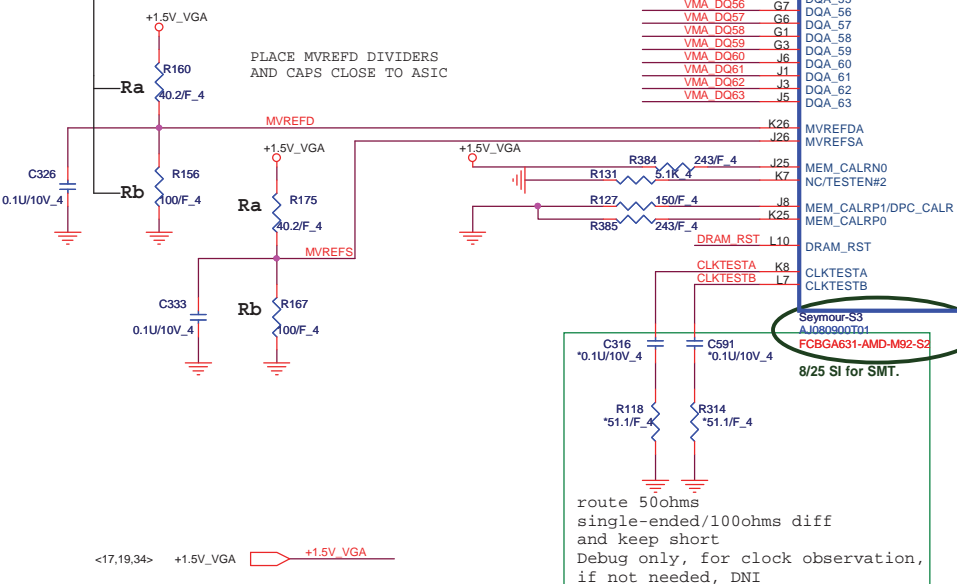 +1.5V_VGA
R160
40.2/F_4
Ra
PLACE MVREFD DIVIDERS
AND CAPS CLOSE TO ASIC
MVREFD
C326
0.1U/10V_4
R156
100/F_4
Rb
+1.5V_VGA
Ra
R175
40.2/F_4
MVREFS
C333
0.1U/10V_4
Rb
R167
100/F_4
VMA_DQ56 G7 DQA_56
VMA_DQ57 G6 DQA_57
VMA_DQ58 G1 DQA_58
VMA_DQ59 G3 DQA_59
VMA_DQ60 J6 DQA_60
VMA_DQ61 J1 DQA_61
VMA_DQ62 J3 DQA_62
VMA_DQ63 J5 DQA_63
K26 MVREFDA
J26 MVREFSA
+1.5V_VGA
R384 243/F_4 J25 MEM_CALRN0
R131 5.1K_4 K7 NC/TESTEN#2
R127 150/F_4 J8 MEM_CALRP1/DPC_CALR
R385 243/F_4 K25 MEM_CALRP0
DRAM_RST L10 DRAM_RST
CLKTESTA K8 CLKTESTA
CLKTESTB L7 CLKTESTB
Seymour-S3
AJ080900T01
FCBGA631-AMD-M92-S2
8/25 SI for SMT.
C316
*0.1U/10V_4
C591
*0.1U/10V_4
R118
*51.1/F_4
R314
*51.1/F_4
route 50ohms
single-ended/100ohms diff
and keep short
Debug only, for clock observation,
if not needed, DNI
<17,19,34> +1.5V_VGA +1.5V_VGA